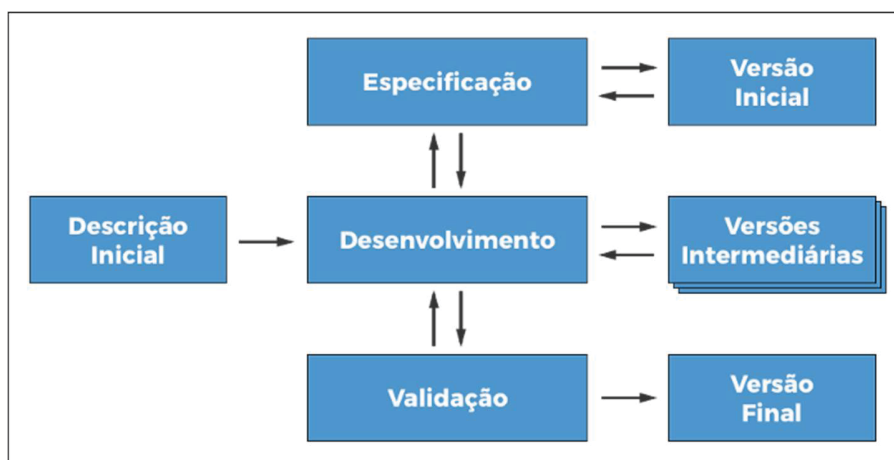 Especificação
Versão
Inicial
Descrição
Inicial
Desenvolvimento
Versões
Intermediárias
Validação
Versão
Final